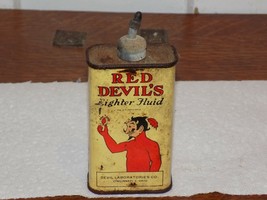 RED
DEVIL'S
Lighter Fluid
DEVIL LABORATORIES CO.